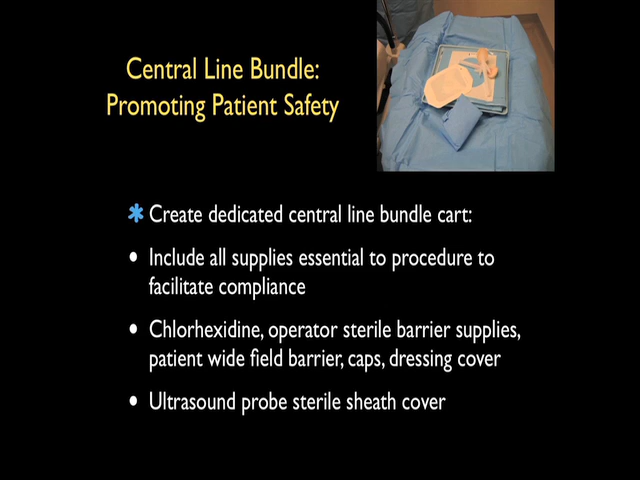 Central Line Bundle:
Promoting Patient Safety
✱ Create dedicated central line bundle cart:
• Include all supplies essential to procedure to
facilitate compliance
• Chlorhexidine, operator sterile barrier supplies,
patient wide field barrier, caps, dressing cover
• Ultrasound probe sterile sheath cover